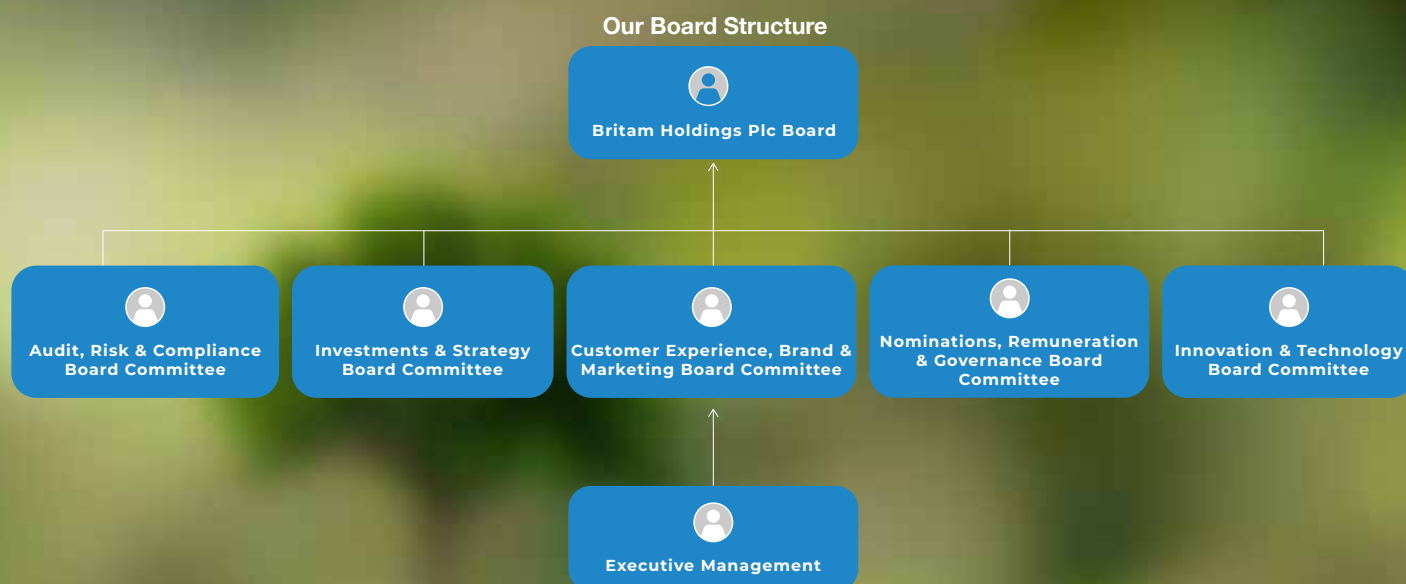 Our Board Structure
Britam Holdings Plc Board
Audit, Risk & Compliance
Board Committee
Investments & Strategy
Board Committee
Customer Experience, Brand &
Marketing Board Committee
Nominations, Remuneration
& Governance Board
Committee
Innovation & Technology
Board Committee
Executive Management